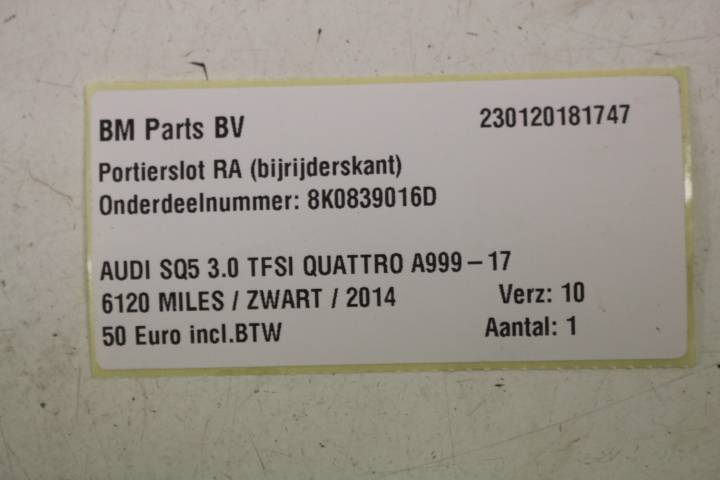 BM Parts BV 230120181747
Portierslot RA (bijrijderskant)
Onderdeelnummer: 8K0839016D
AUDI SQ5 3.0 TFSI QUATTRO A999-17
6120 MILES / ZWART / 2014 Verz: 10
50 Euro incl.BTW Aantal: 1